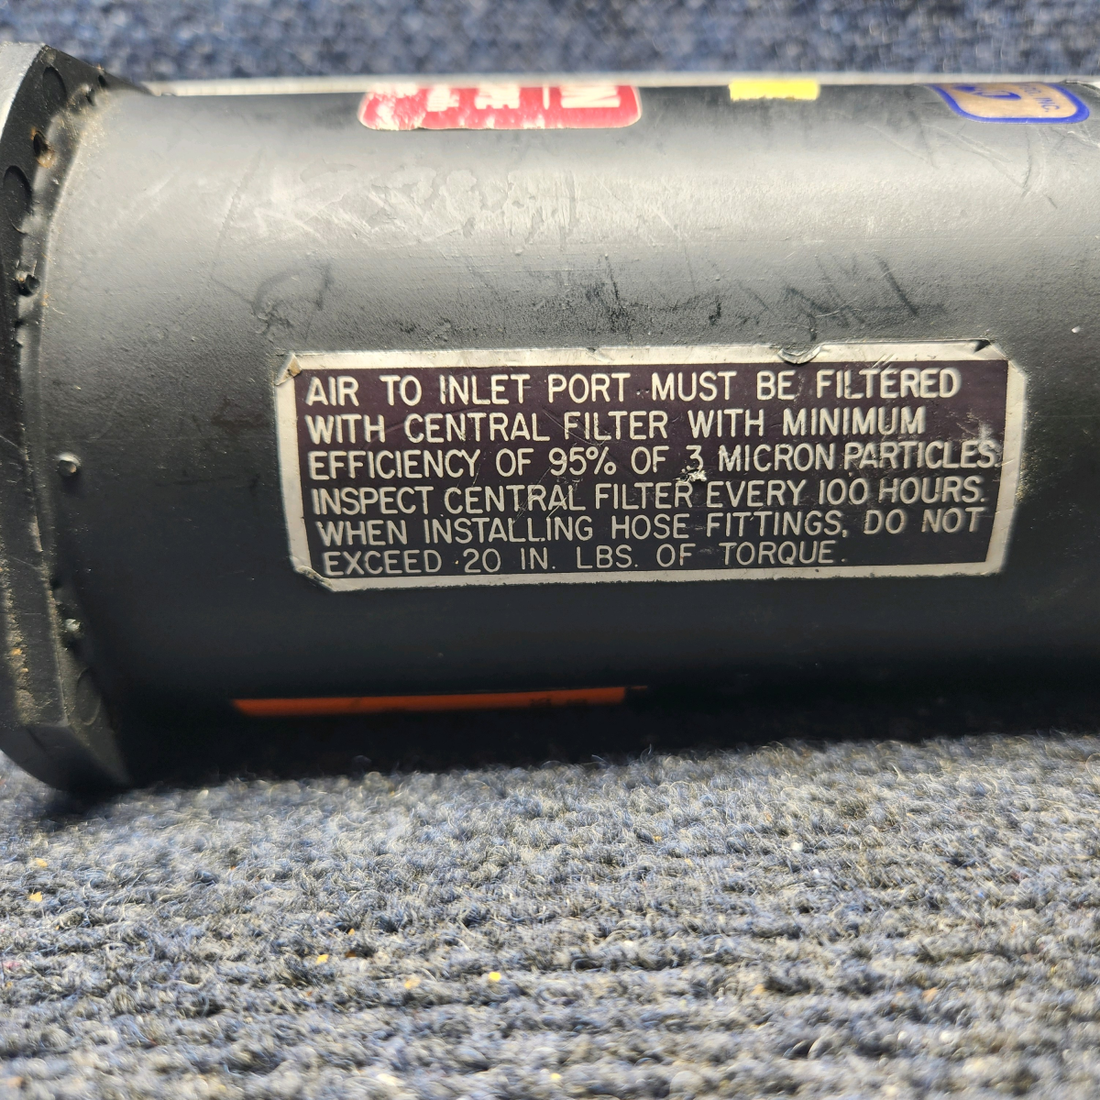 AIR TO INLET PORT MUST BE FILTERED
WITH CENTRAL FILTER WITH MINIMUM
EFFICIENCY OF 95% OF 3 MICRON PARTICLES.
INSPECT CENTRAL FILTER EVERY 100 HOURS.
WHEN INSTALLING HOSE FITTINGS, DO NOT
EXCEED 20 IN. LBS. OF TORQUE.